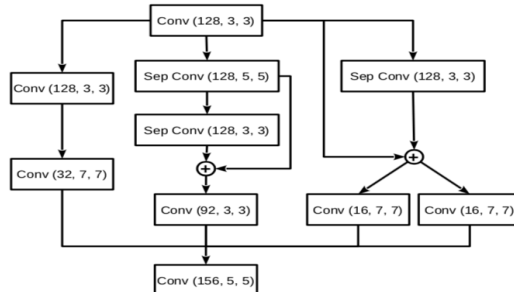 Conv (128, 3, 3)
Conv (128, 3, 3)
Sep Conv (128, 5, 5)
Sep Conv (128, 3, 3)
Sep Conv (128, 3, 3)
+
+
Conv (32, 7, 7)
Conv (92, 3, 3)
Conv (16, 7, 7)
Conv (16, 7, 7)
Conv (156, 5, 5)